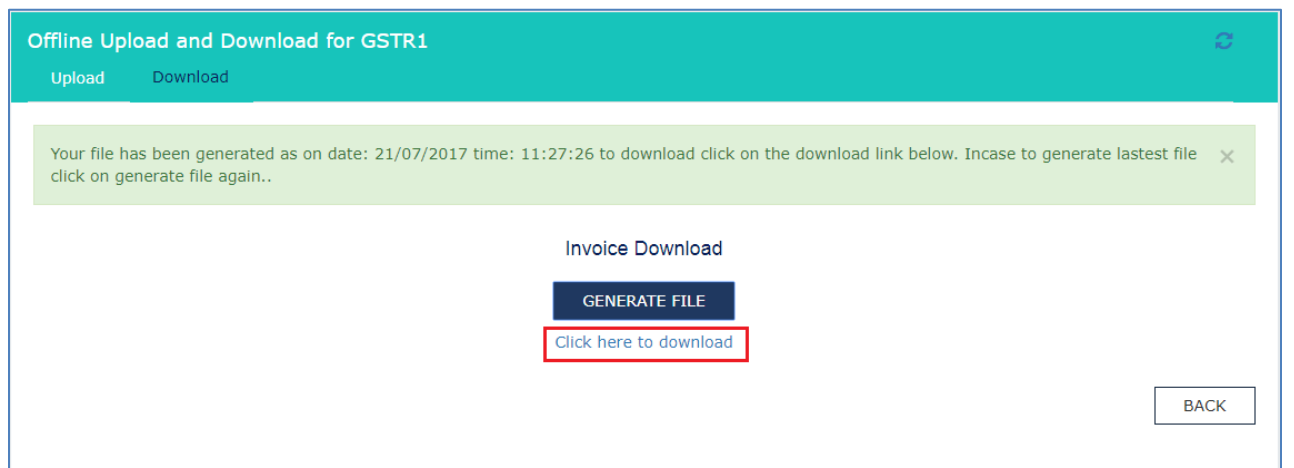 Offline Upload and Download for GSTR1
Upload Download
Your file has been generated as on date: 21/07/2017 time: 11:27:26 to download click on the download link below. Incase to generate lastest file ×
click on generate file again..
Invoice Download
GENERATE FILE
Click here to download
BACK